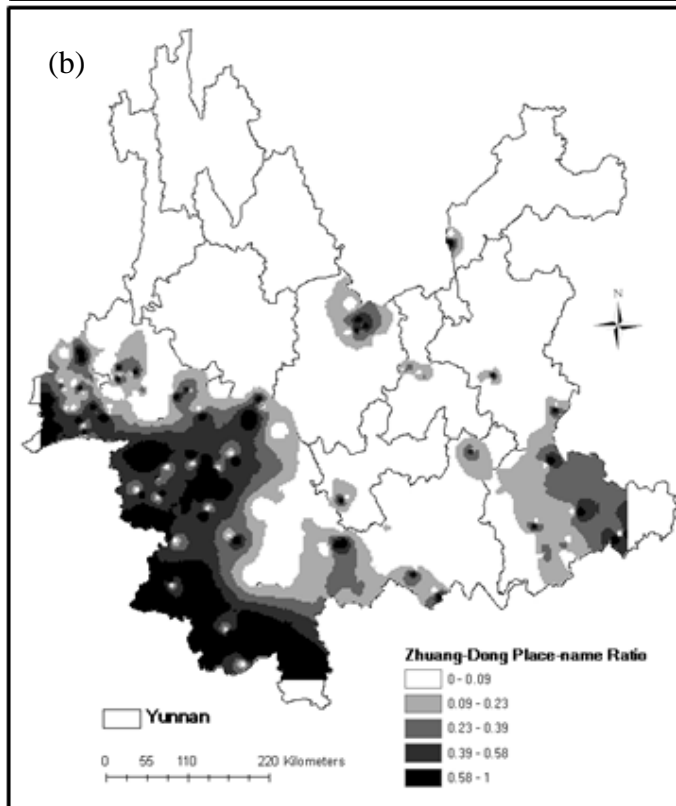 (b)
N
Zhuang-Dong Place-name Ratio
0 - 0.09
0.09 - 0.23
0.23 - 0.39
0.39 - 0.58
0.58 - 1
Yunnan
0 55 110 220 Kilometers